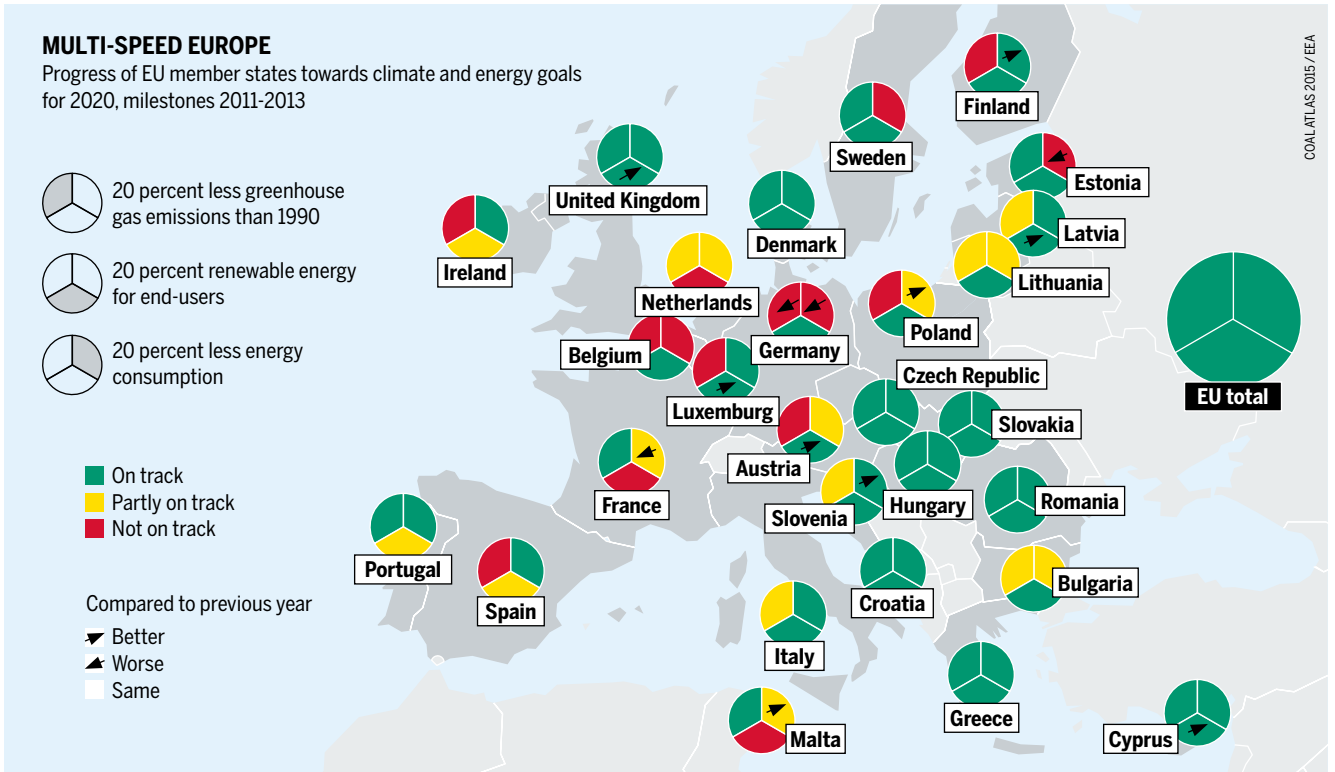 MULTI-SPEED EUROPE
Progress of EU member states towards climate and energy goals
for 2020, milestones 2011-2013
20 percent less greenhouse
gas emissions than 1990
20 percent renewable energy
for end-users
20 percent less energy
consumption
On track
Partly on track
Not on track
Compared to previous year
Better
Worse
Same
Finland
Sweden
Estonia
United Kingdom
Latvia
Denmark
Ireland
Lithuania
Netherlands
Poland
Germany
Belgium
Czech Republic
EU total
Luxemburg
Slovakia
Austria
Romania
France
Hungary
Slovenia
Portugal
Bulgaria
Croatia
Spain
Italy
Greece
Malta
Cyprus
COAL ATLAS 2015 / EEA